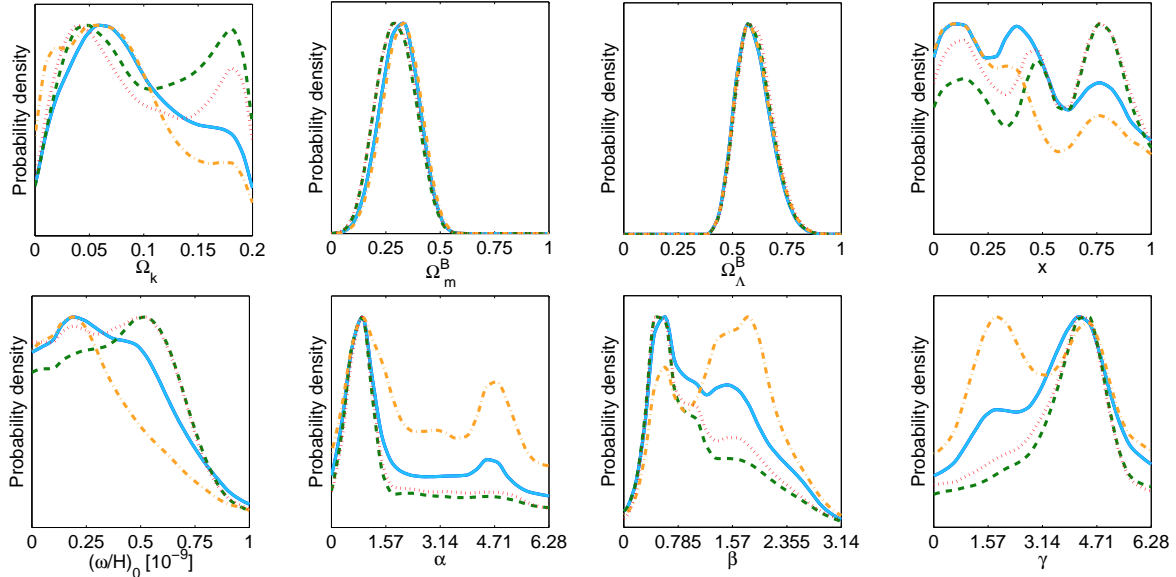 Probability density
0 0.05 0.1 0.15 0.2
Ω_k
Probability density
0 0.25 0.5 0.75 1
Ω_m^B
Probability density
0 0.25 0.5 0.75 1
Ω_Λ^B
Probability density
0 0.25 0.5 0.75 1
x
Probability density
0 0.25 0.5 0.75 1
(ω/H)_0 [10^-9]
Probability density
0 1.57 3.14 4.71 6.28
α
Probability density
0 0.785 1.57 2.355 3.14
β
Probability density
0 1.57 3.14 4.71 6.28
γ